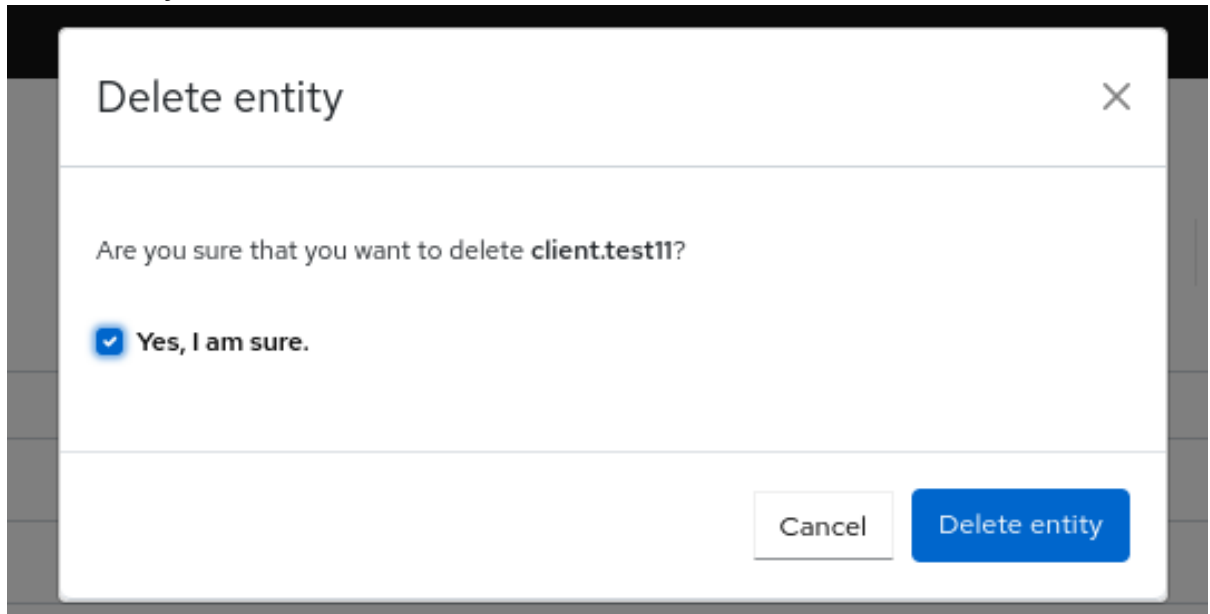 Delete entity
Are you sure that you want to delete client.test11?
Yes, I am sure.
Cancel
Delete entity